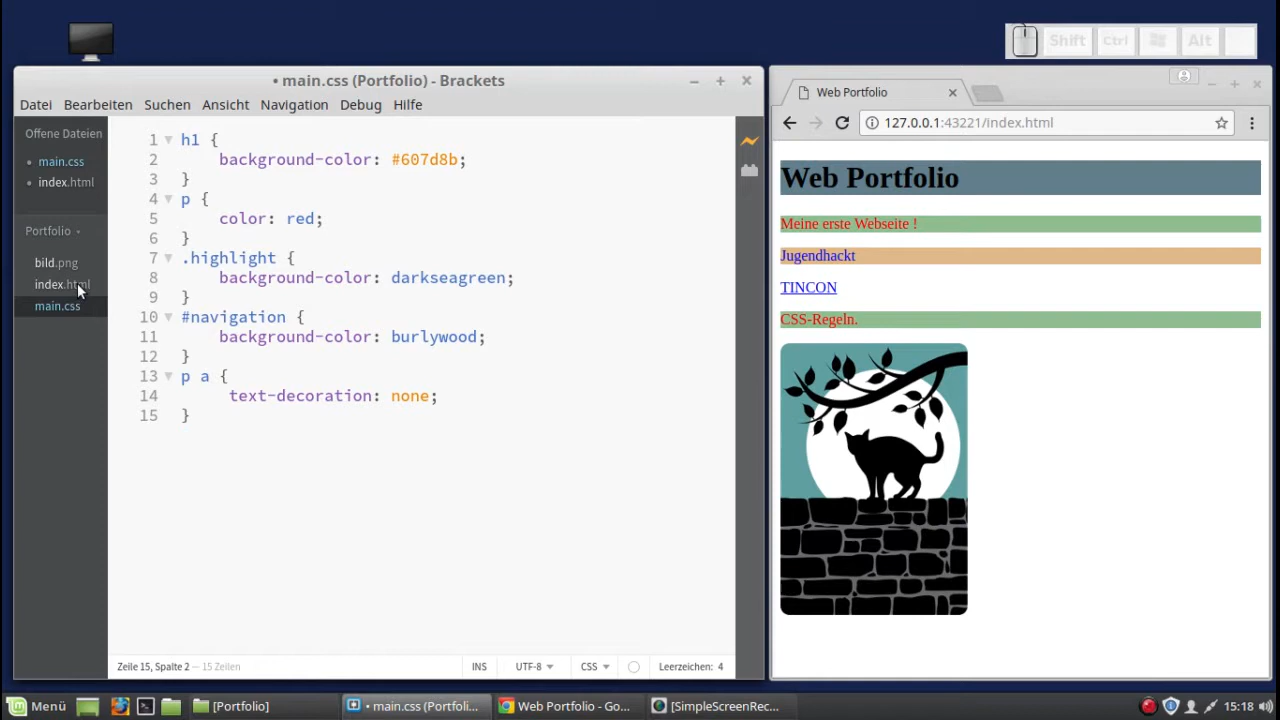 Shift Ctrl Alt
• main.css (Portfolio) - Brackets
Datei Bearbeiten Suchen Ansicht Navigation Debug Hilfe
Offene Dateien
main.css
index.html
Portfolio
bild.png
index.html
main.css
1 h1 {
2 background-color: #607d8b;
3 }
4 p {
5 color: red;
6 }
7 .highlight {
8 background-color: darkseagreen;
9 }
10 #navigation {
11 background-color: burlywood;
12 }
13 p a {
14 text-decoration: none;
15 }
Zeile 15, Spalte 2 — 15 Zeilen INS UTF-8 CSS Leerzeichen: 4
Web Portfolio
127.0.0.1:43221/index.html
Web Portfolio
Meine erste Webseite !
Jugendhackt
TINCON
CSS-Regeln.
Menü [Portfolio] • main.css (Portfoli... Web Portfolio - Go... [SimpleScreenRec... 15:18